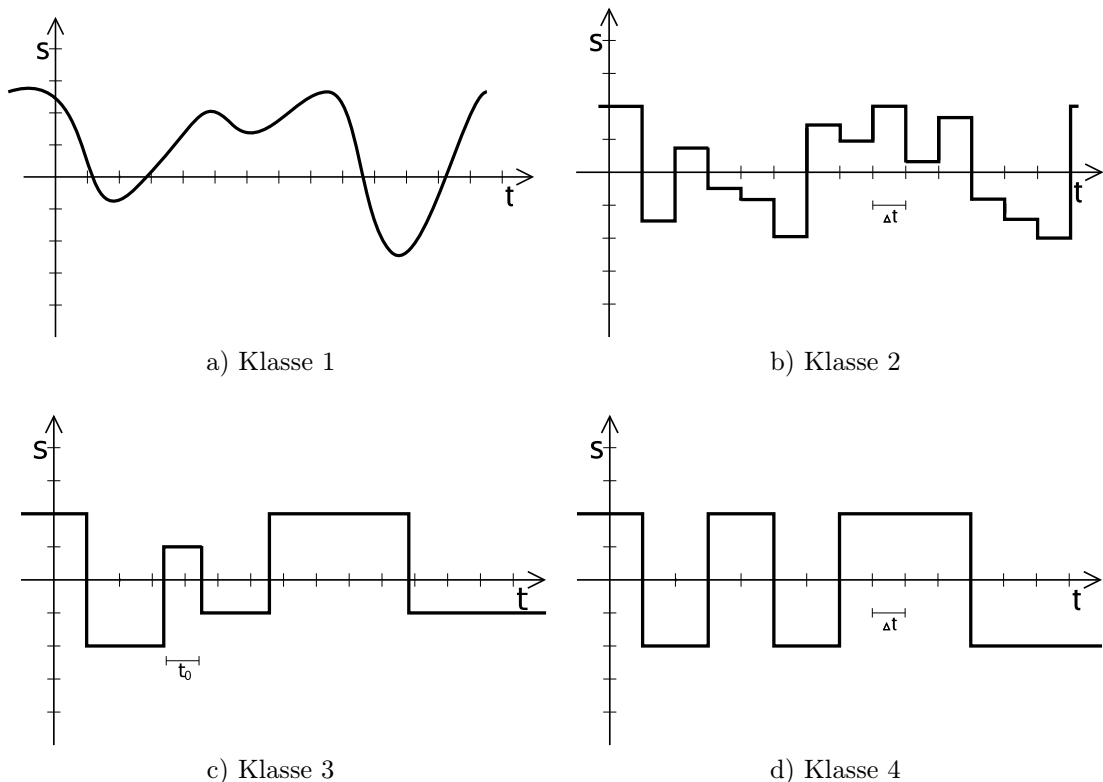 s
t
a) Klasse 1
s
t
Δt
b) Klasse 2
s
t
t₀
c) Klasse 3
s
t
Δt
d) Klasse 4